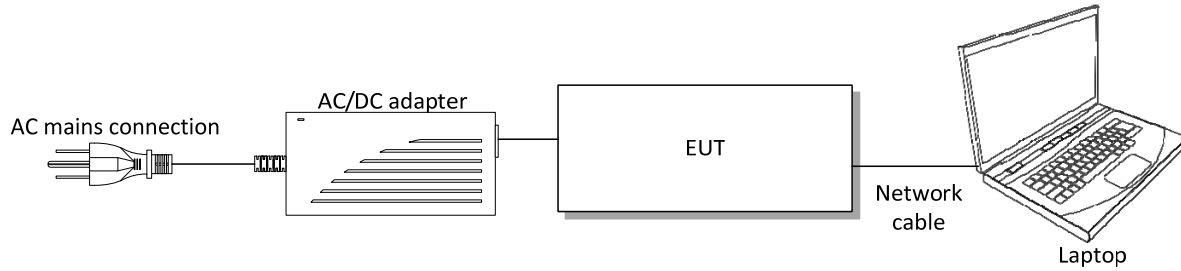 AC mains connection
AC/DC adapter
EUT
Network
cable
Laptop